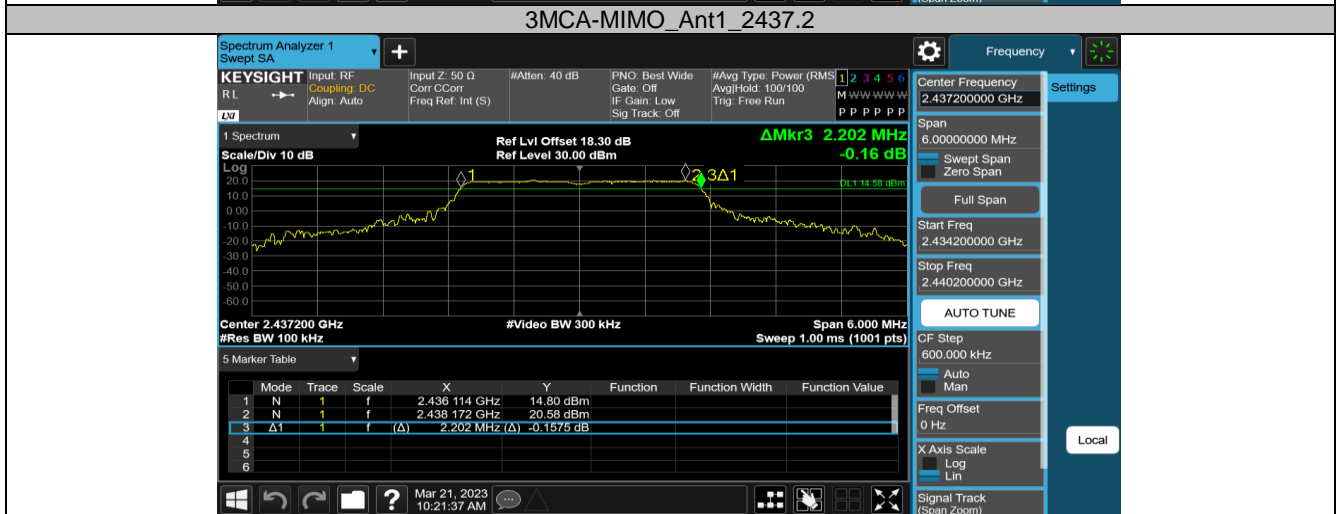 (Span Zoom)
3MCA-MIMO_Ant1_2437.2
Spectrum Analyzer 1
Swept SA
Frequency
KEYSIGHT
R L
LXI
Input: RF
Coupling: DC
Align: Auto
Input Z: 50 Ω
Corr CCorr
Freq Ref: Int (S)
#Atten: 40 dB
PNO: Best Wide
Gate: Off
IF Gain: Low
Sig Track: Off
#Avg Type: Power (RMS
Avg|Hold: 100/100
Trig: Free Run
1 2 3 4 5 6
M W W W W W
P P P P P P
1 Spectrum
Scale/Div 10 dB
Ref Lvl Offset 18.30 dB
Ref Level 30.00 dBm
ΔMkr3 2.202 MHz
-0.16 dB
Log
20.0
10.0
0.00
-10.0
-20.0
-30.0
-40.0
-50.0
-60.0
1
2
3Δ1
DL1 14.58 dBm
Center 2.437200 GHz
#Res BW 100 kHz
#Video BW 300 kHz
Span 6.000 MHz
Sweep 1.00 ms (1001 pts)
5 Marker Table
Mode Trace Scale X Y Function Function Width Function Value
1 N 1 f 2.436 114 GHz 14.80 dBm
2 N 1 f 2.438 172 GHz 20.58 dBm
3 Δ1 1 f (Δ) 2.202 MHz (Δ) -0.1575 dB
4
5
6
Mar 21, 2023
10:21:37 AM
Center Frequency
2.437200000 GHz
Settings
Span
6.00000000 MHz
Swept Span
Zero Span
Full Span
Start Freq
2.434200000 GHz
Stop Freq
2.440200000 GHz
AUTO TUNE
CF Step
600.000 kHz
Auto
Man
Freq Offset
0 Hz
X Axis Scale
Log
Lin
Local
Signal Track
(Span Zoom)